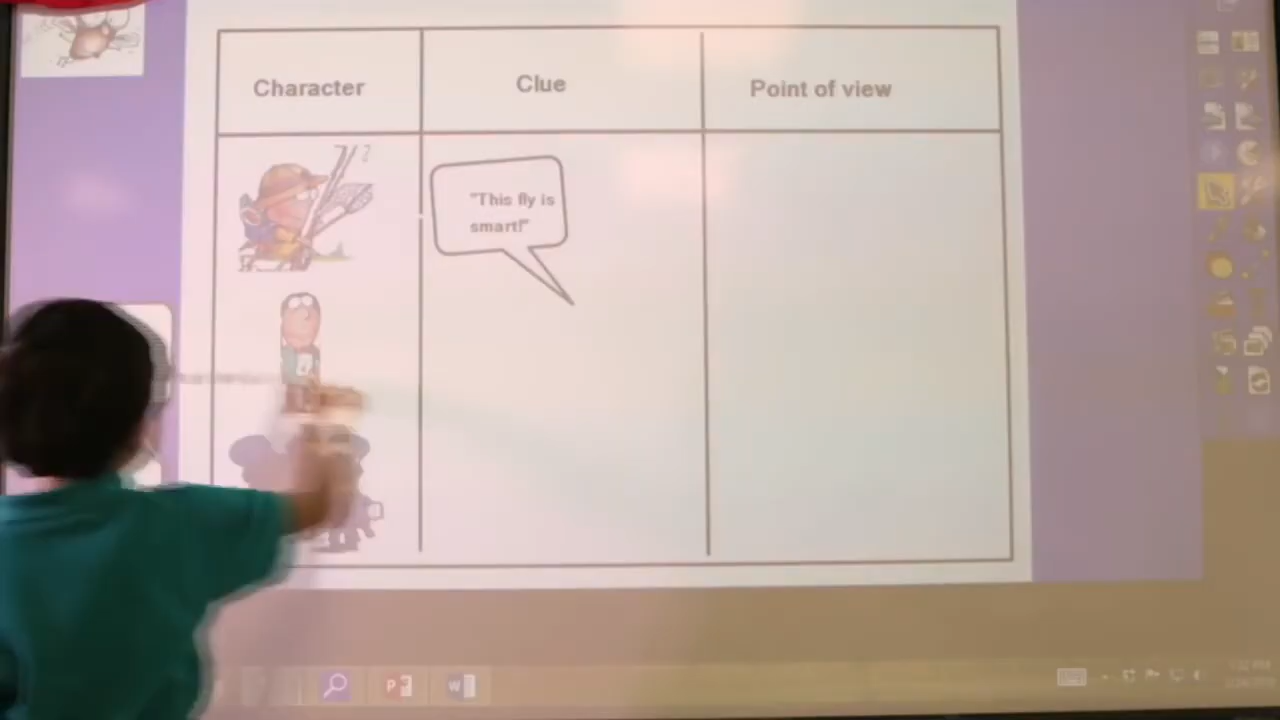 Character
Clue
Point of view
"This fly is
smart!"